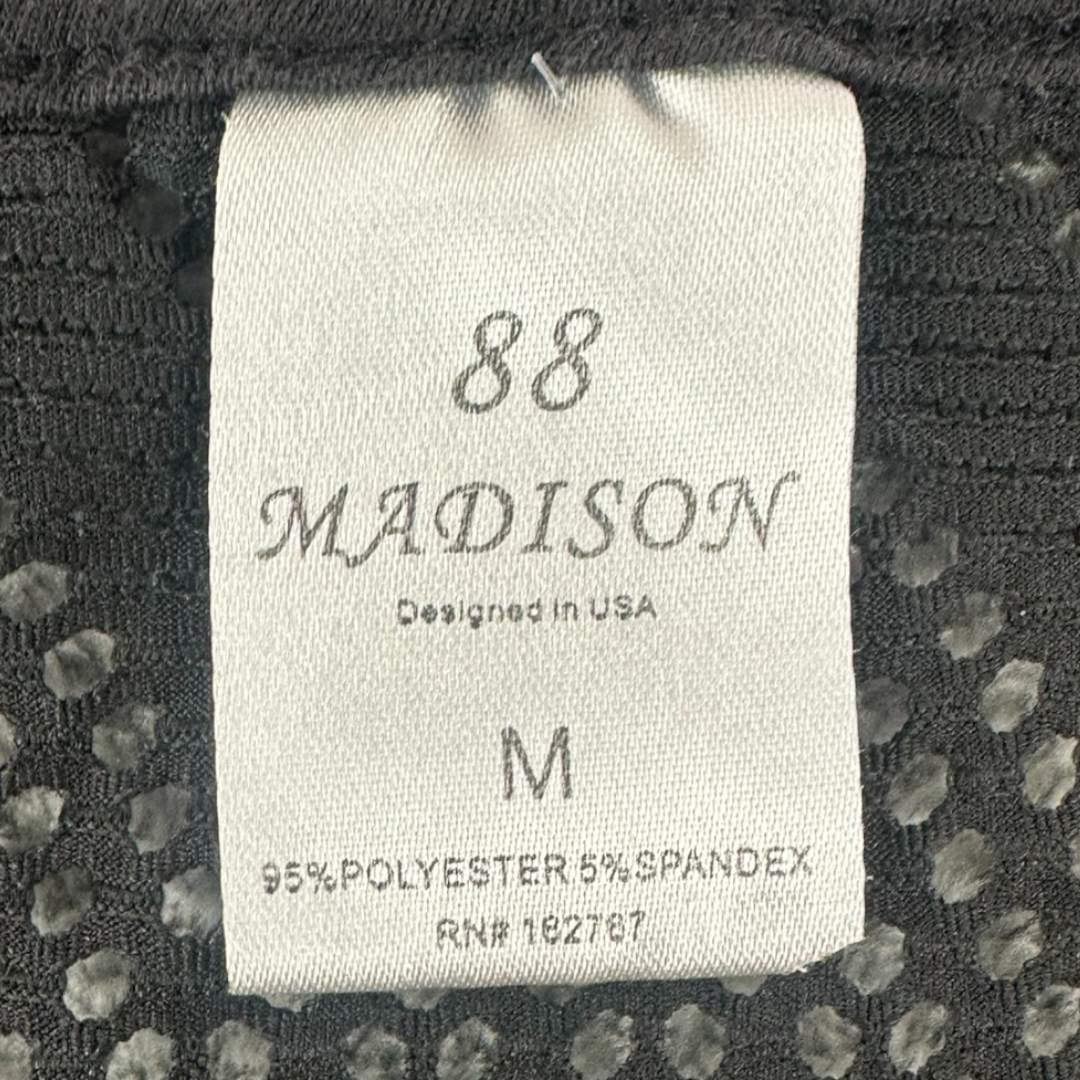 88
MADISON
Designed in USA
M
95%POLYESTER 5%SPANDEX
RN# 162767